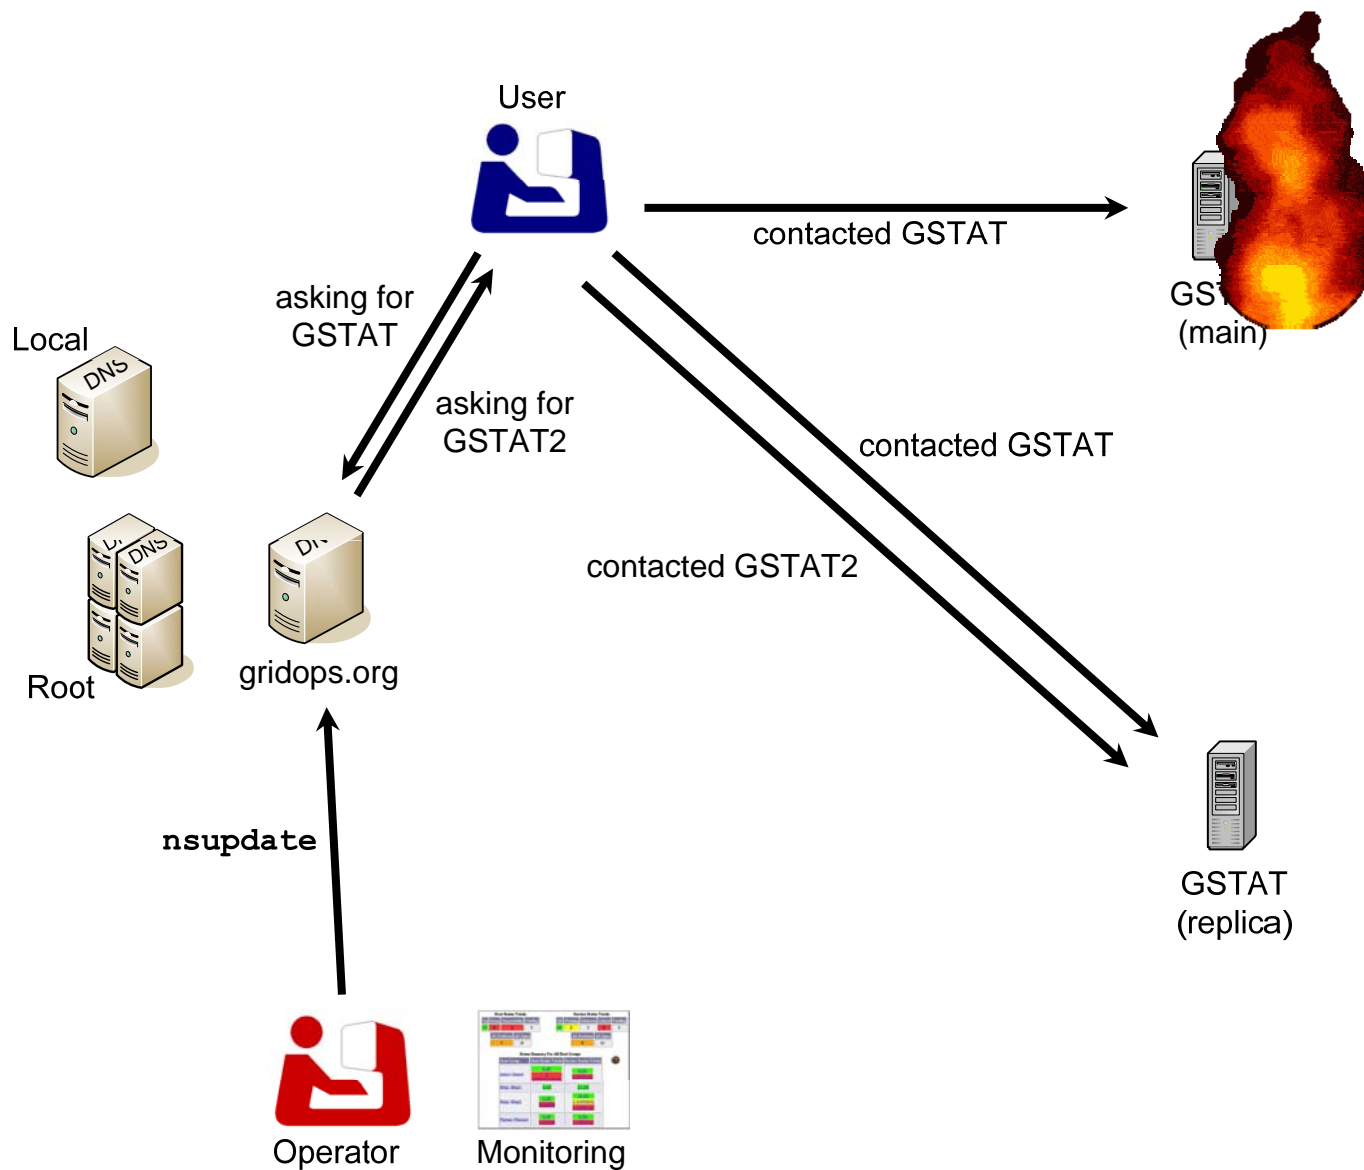 User
contacted GSTAT
asking for
GSTAT
(main)
Local
DNS
asking for
GSTAT2
contacted GSTAT
DNS
contacted GSTAT2
Root
gridops.org
nsupdate
GSTAT
(replica)
Operator
Monitoring